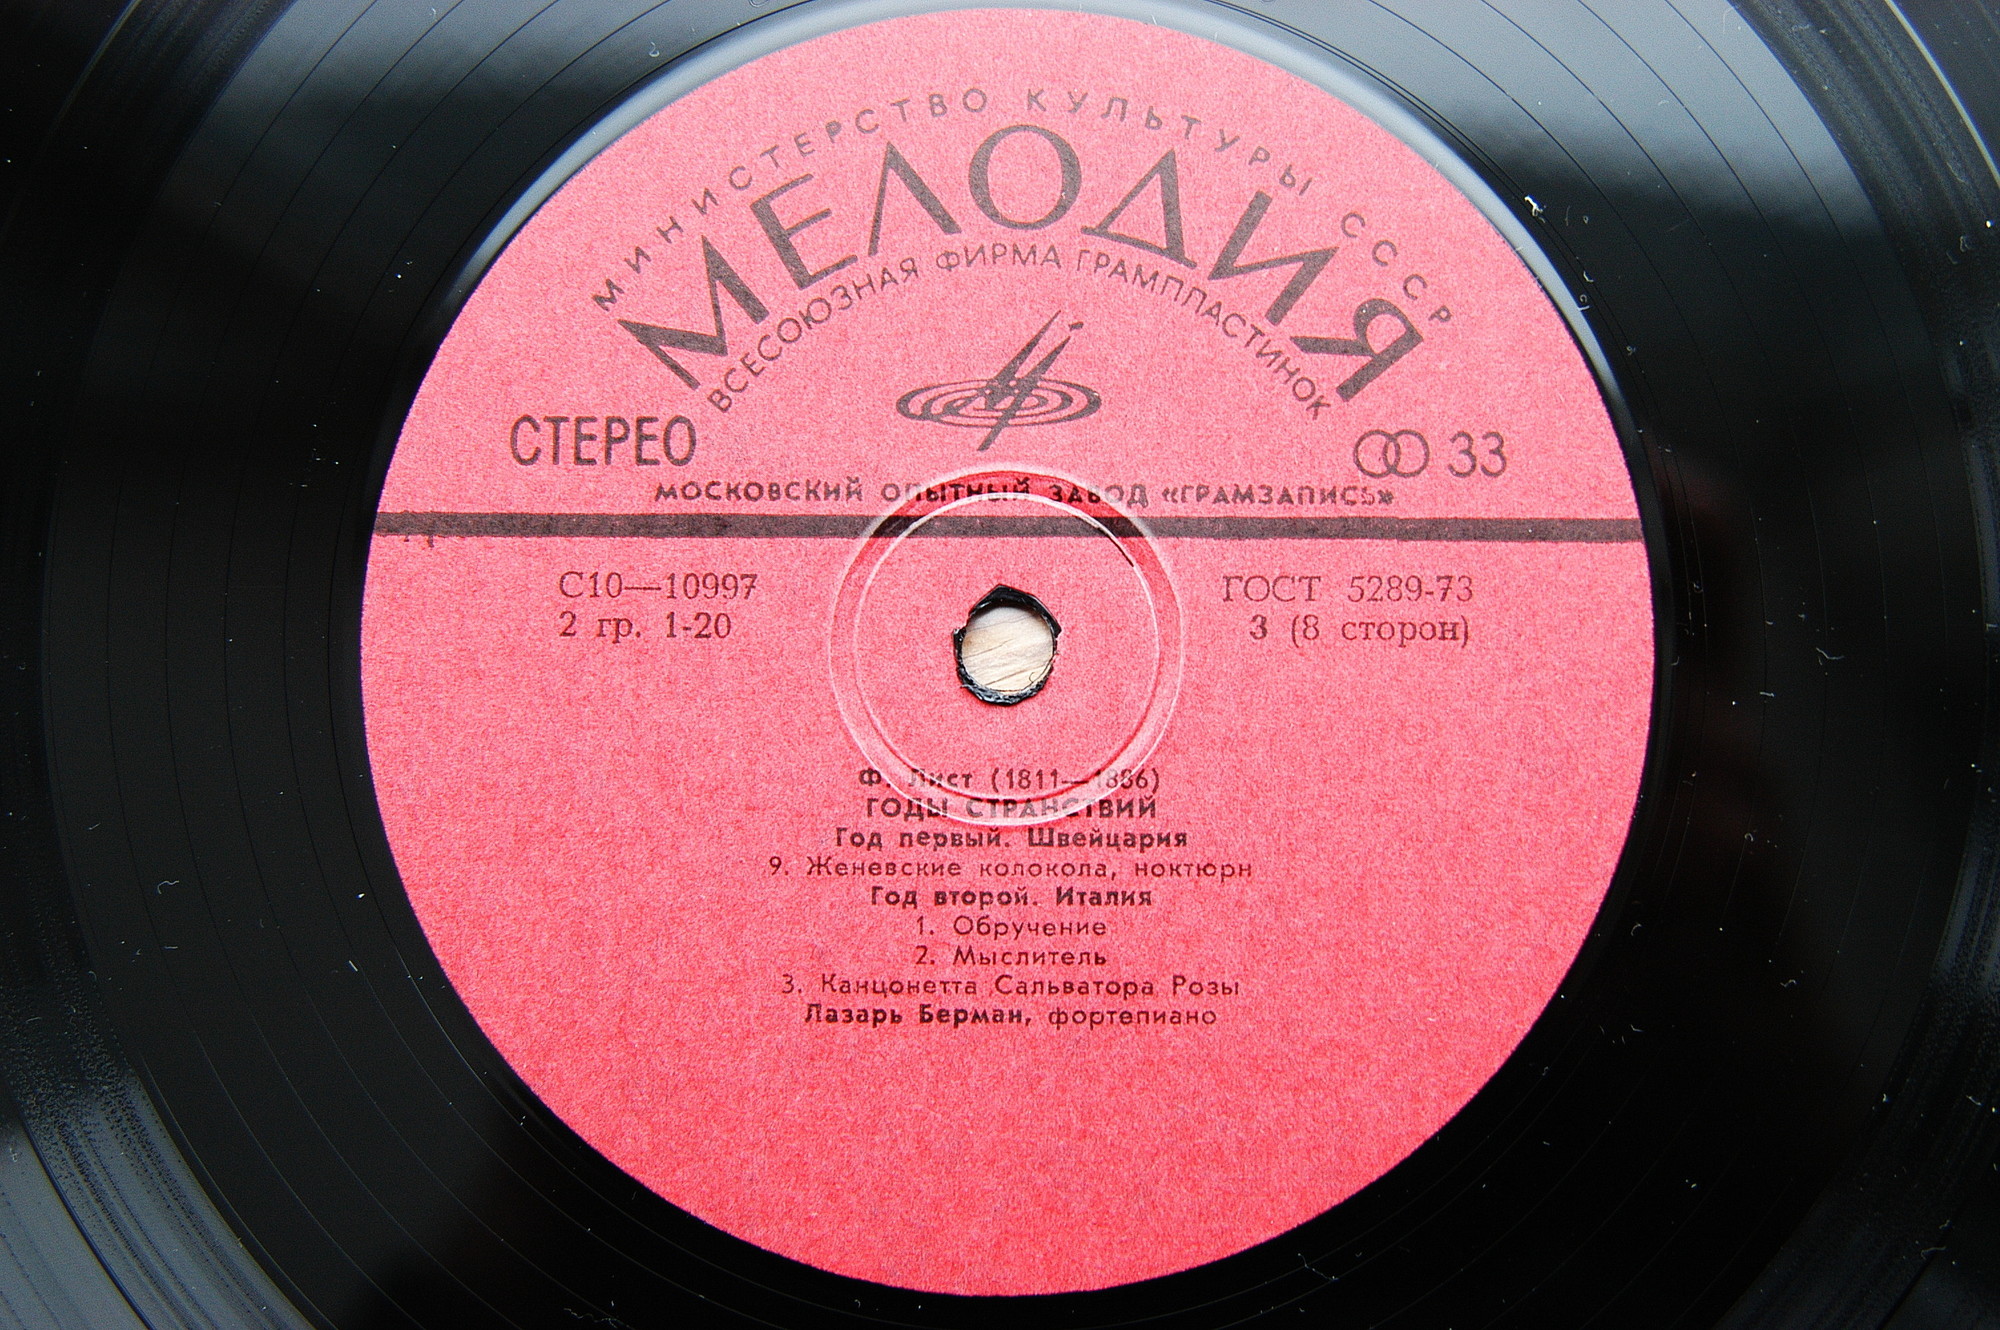 МИНИСТЕРСТВО КУЛЬТУРЫ СССР
МЕЛОДИЯ
ВСЕСОЮЗНАЯ ФИРМА ГРАМПЛАСТИНОК
СТЕРЕО
33
МОСКОВСКИЙ ОПЫТНЫЙ ЗАВОД «ГРАМЗАПИСЬ»
С10—10997
ГОСТ 5289-73
2 гр. 1-20
3 (8 сторон)
Ф. Лист (1811—1886)
ГОДЫ СТРАНСТВИЙ
Год первый. Швейцария
9. Женевские колокола, ноктюрн
Год второй. Италия
1. Обручение
2. Мыслитель
3. Канцонетта Сальватора Розы
Лазарь Берман, фортепиано